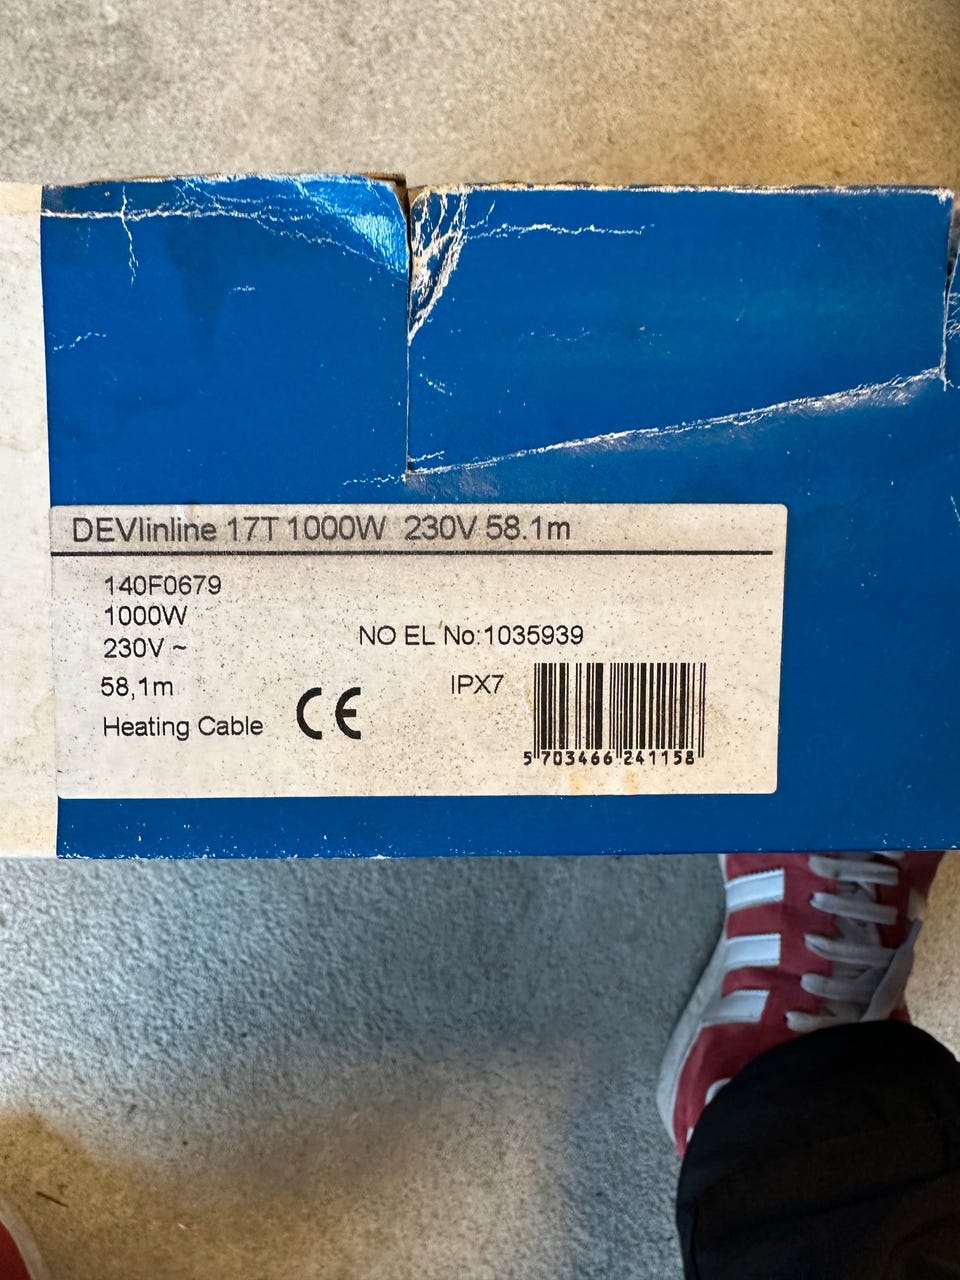 DEVIinline 17T 1000W 230V 58.1m
140F0679
1000W
230V ~
NO EL No:1035939
58,1m
IPX7
Heating Cable
CE
5 703466 241158